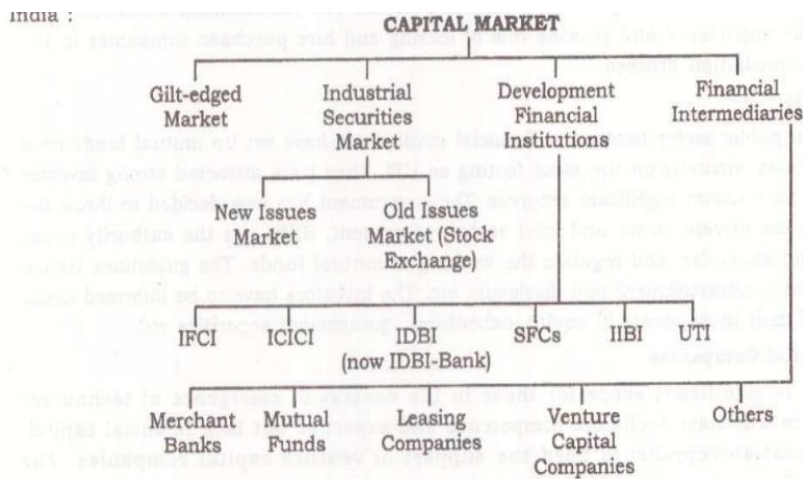 India :
CAPITAL MARKET
Gilt-edged
Market
Industrial
Securities
Market
Development
Financial
Institutions
Financial
Intermediaries
New Issues
Market
Old Issues
Market (Stock
Exchange)
IFCI ICICI IDBI SFCs IIBI UTI
(now IDBI-Bank)
Merchant
Banks
Mutual
Funds
Leasing
Companies
Venture
Capital
Companies
Others